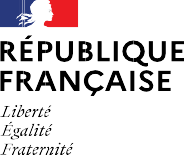 RÉPUBLIQUE
FRANÇAISE
Liberté
Égalité
Fraternité